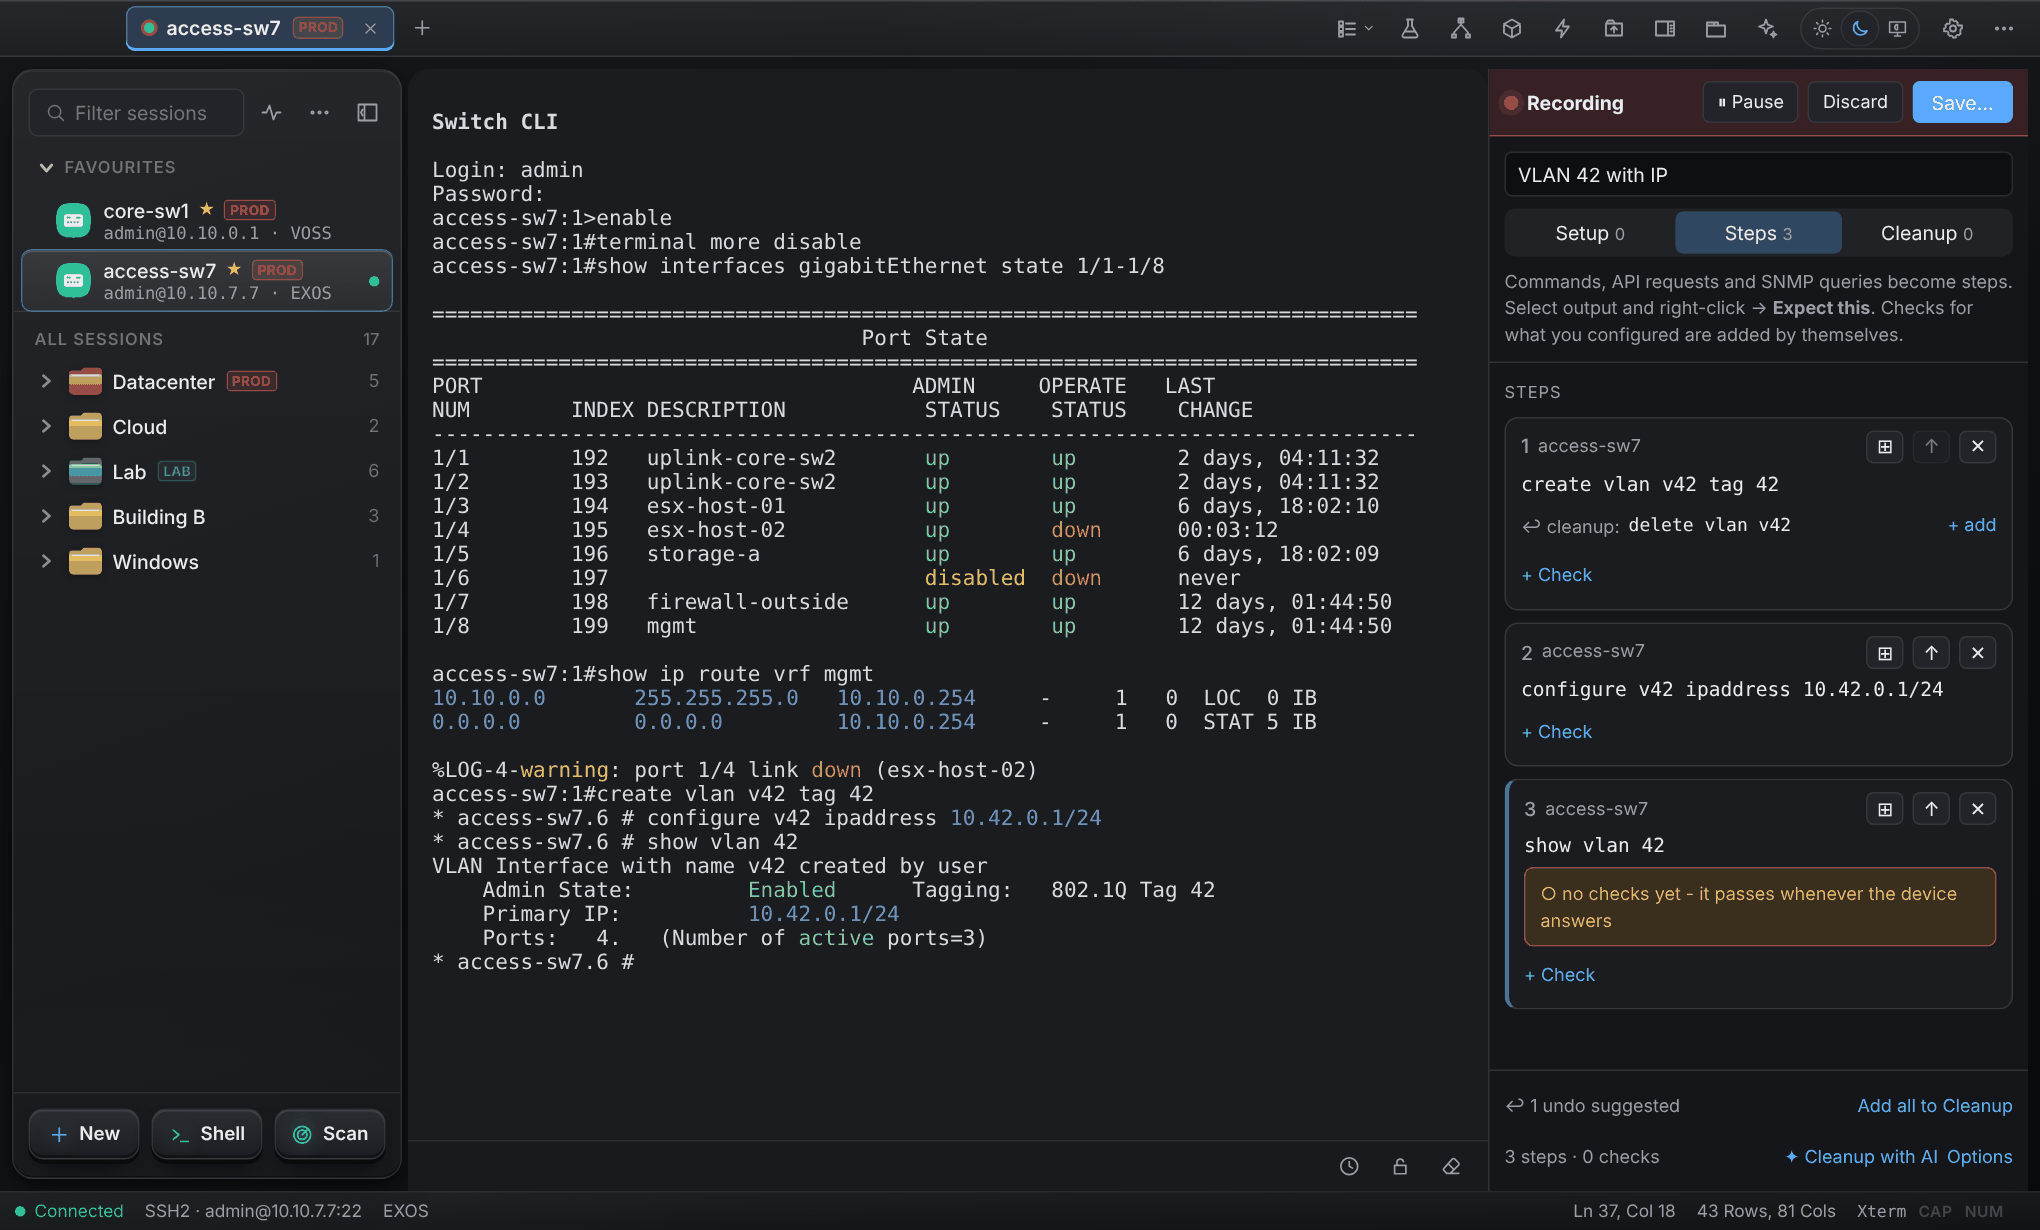 access-sw7 PROD
Filter sessions
FAVOURITES
core-sw1 ★ PROD
admin@10.10.0.1 · VOSS
access-sw7 ★ PROD
admin@10.10.7.7 · EXOS
ALL SESSIONS 17
Datacenter PROD 5
Cloud 2
Lab LAB 6
Building B 3
Windows 1
+ New
>_ Shell
Scan
Switch CLI
Login: admin
Password:
access-sw7:1>enable
access-sw7:1#terminal more disable
access-sw7:1#show interfaces gigabitEthernet state 1/1-1/8
==============================================================================
Port State
==============================================================================
PORT ADMIN OPERATE LAST
NUM INDEX DESCRIPTION STATUS STATUS CHANGE
------------------------------------------------------------------------------
1/1 192 uplink-core-sw2 up up 2 days, 04:11:32
1/2 193 uplink-core-sw2 up up 2 days, 04:11:32
1/3 194 esx-host-01 up up 6 days, 18:02:10
1/4 195 esx-host-02 up down 00:03:12
1/5 196 storage-a up up 6 days, 18:02:09
1/6 197 disabled down never
1/7 198 firewall-outside up up 12 days, 01:44:50
1/8 199 mgmt up up 12 days, 01:44:50
access-sw7:1#show ip route vrf mgmt
10.10.0.0 255.255.255.0 10.10.0.254 - 1 0 LOC 0 IB
0.0.0.0 0.0.0.0 10.10.0.254 - 1 0 STAT 5 IB
%LOG-4-warning: port 1/4 link down (esx-host-02)
access-sw7:1#create vlan v42 tag 42
* access-sw7.6 # configure v42 ipaddress 10.42.0.1/24
* access-sw7.6 # show vlan 42
VLAN Interface with name v42 created by user
Admin State: Enabled Tagging: 802.1Q Tag 42
Primary IP: 10.42.0.1/24
Ports: 4. (Number of active ports=3)
* access-sw7.6 #
Recording
Pause
Discard
Save...
VLAN 42 with IP
Setup 0
Steps 3
Cleanup 0
Commands, API requests and SNMP queries become steps.
Select output and right-click → Expect this. Checks for
what you configured are added by themselves.
STEPS
1 access-sw7
create vlan v42 tag 42
↩ cleanup: delete vlan v42 + add
+ Check
2 access-sw7
configure v42 ipaddress 10.42.0.1/24
+ Check
3 access-sw7
show vlan 42
○ no checks yet - it passes whenever the device
answers
+ Check
↩ 1 undo suggested Add all to Cleanup
3 steps · 0 checks ✦ Cleanup with AI Options
Connected SSH2 · admin@10.10.7.7:22 EXOS
Ln 37, Col 18 43 Rows, 81 Cols Xterm CAP NUM